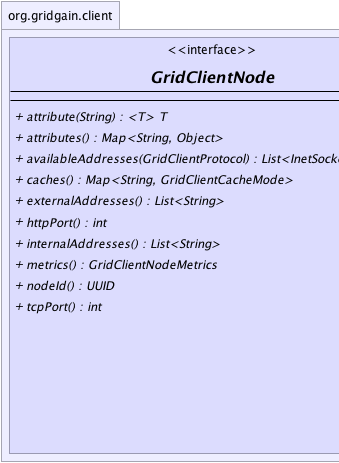 org.gridgain.client
<<interface>>
GridClientNode
+ attribute(String) : <T> T
+ attributes() : Map<String, Object>
+ availableAddresses(GridClientProtocol) : List<InetSocke
+ caches() : Map<String, GridClientCacheMode>
+ externalAddresses() : List<String>
+ httpPort() : int
+ internalAddresses() : List<String>
+ metrics() : GridClientNodeMetrics
+ nodeId() : UUID
+ tcpPort() : int